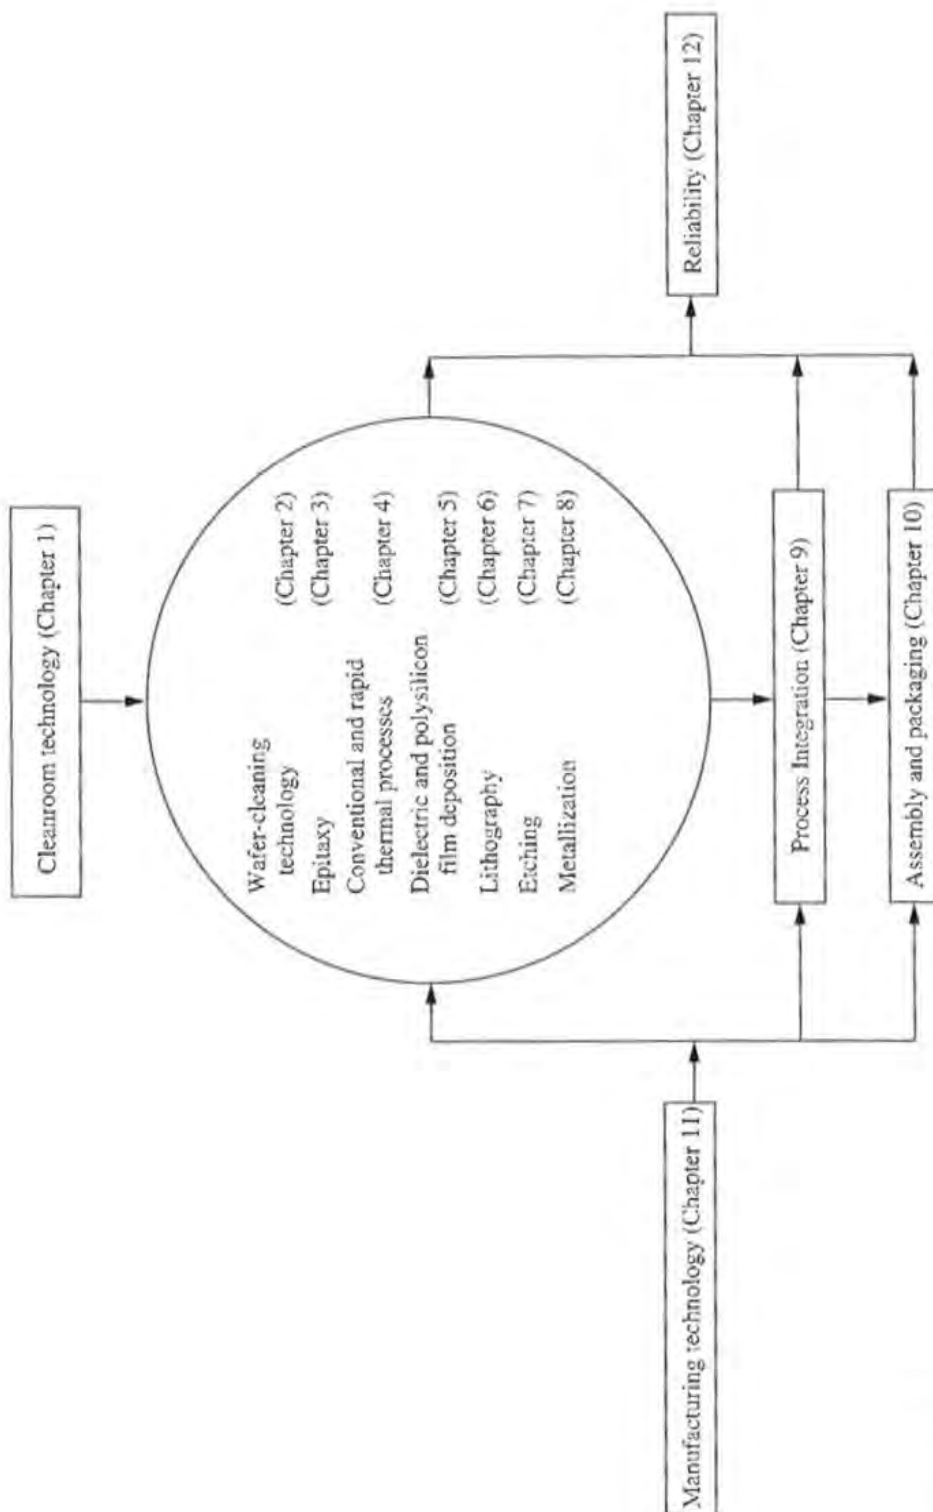 Cleanroom technology (Chapter 1)
Wafer-cleaning
technology (Chapter 2)
Epitaxy (Chapter 3)
Conventional and rapid
thermal processes (Chapter 4)
Dielectric and polysilicon
film deposition (Chapter 5)
Lithography (Chapter 6)
Etching (Chapter 7)
Metallization (Chapter 8)
Manufacturing technology (Chapter 11)
Reliability (Chapter 12)
Process Integration (Chapter 9)
Assembly and packaging (Chapter 10)